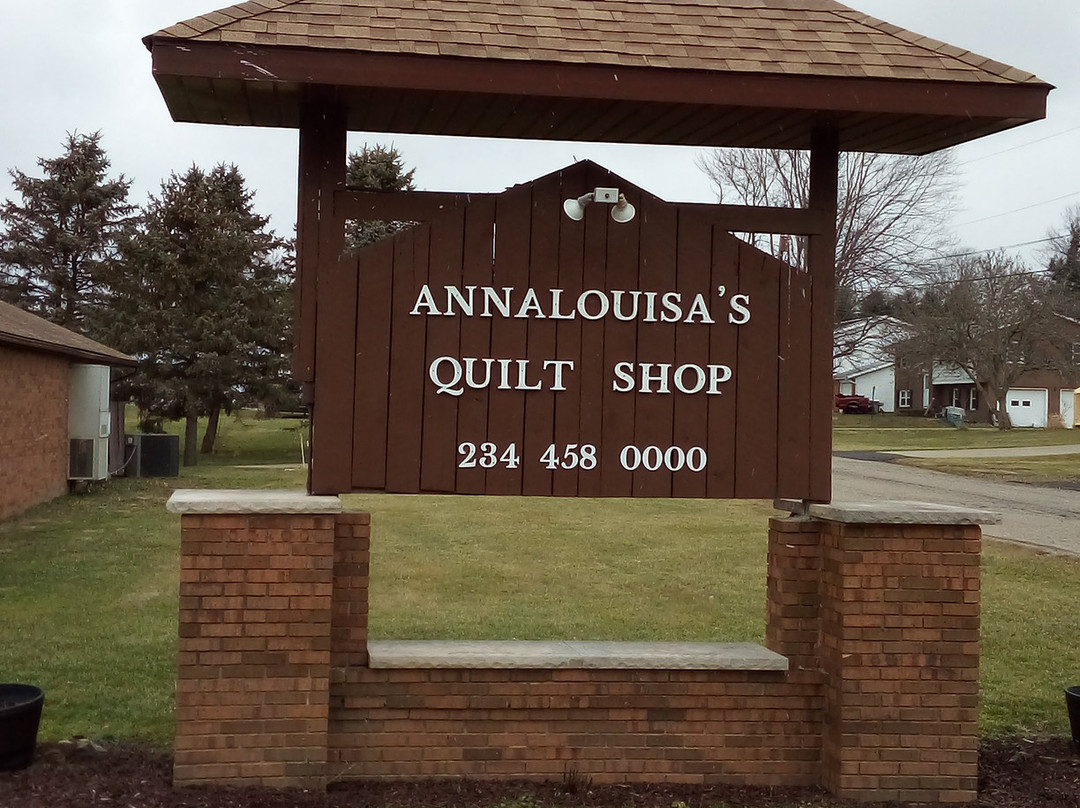 ANNALOUISA'S
QUILT SHOP
234 458 0000